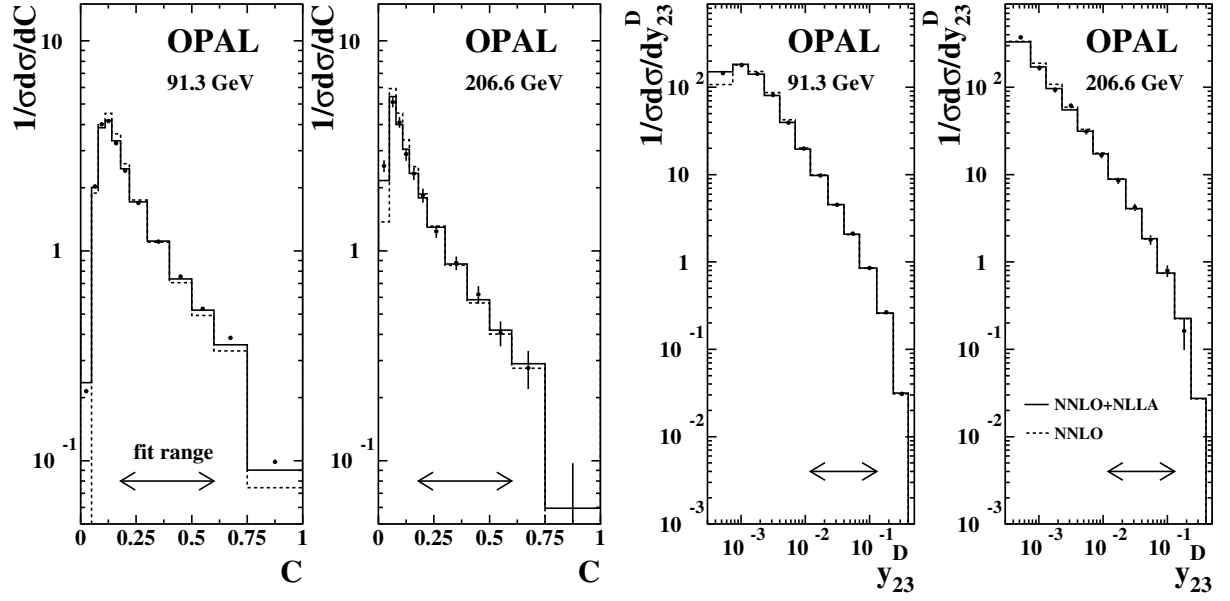 1/σdσ/dC
OPAL
91.3 GeV
10
1
10 -1
fit range
0 0.25 0.5 0.75 1
C
1/σdσ/dC
OPAL
206.6 GeV
10
1
10 -1
0 0.25 0.5 0.75 1
C
1/σdσ/dy D 23
OPAL
91.3 GeV
10 2
10
1
10 -1
10 -2
10 -3
10 -3 10 -2 10 -1
y D 23
1/σdσ/dy D 23
OPAL
206.6 GeV
10 2
10
1
10 -1
10 -2
10 -3
NNLO+NLLA
NNLO
10 -3 10 -2 10 -1
y D 23